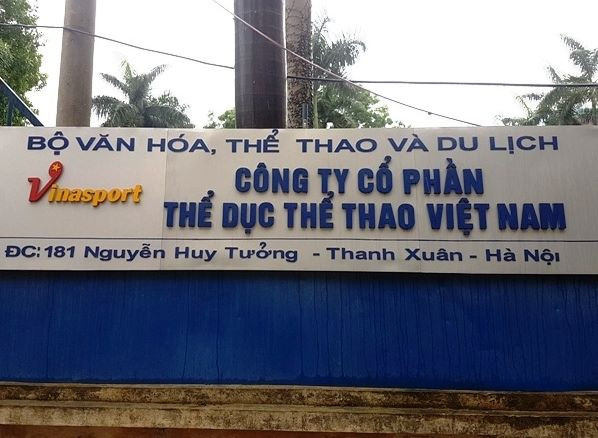 BỘ VĂN HÓA, THỂ THAO VÀ DU LỊCH
Vinasport
CÔNG TY CỔ PHẦN
THỂ DỤC THỂ THAO VIỆT NAM
ĐC: 181 Nguyễn Huy Tưởng - Thanh Xuân - Hà Nội